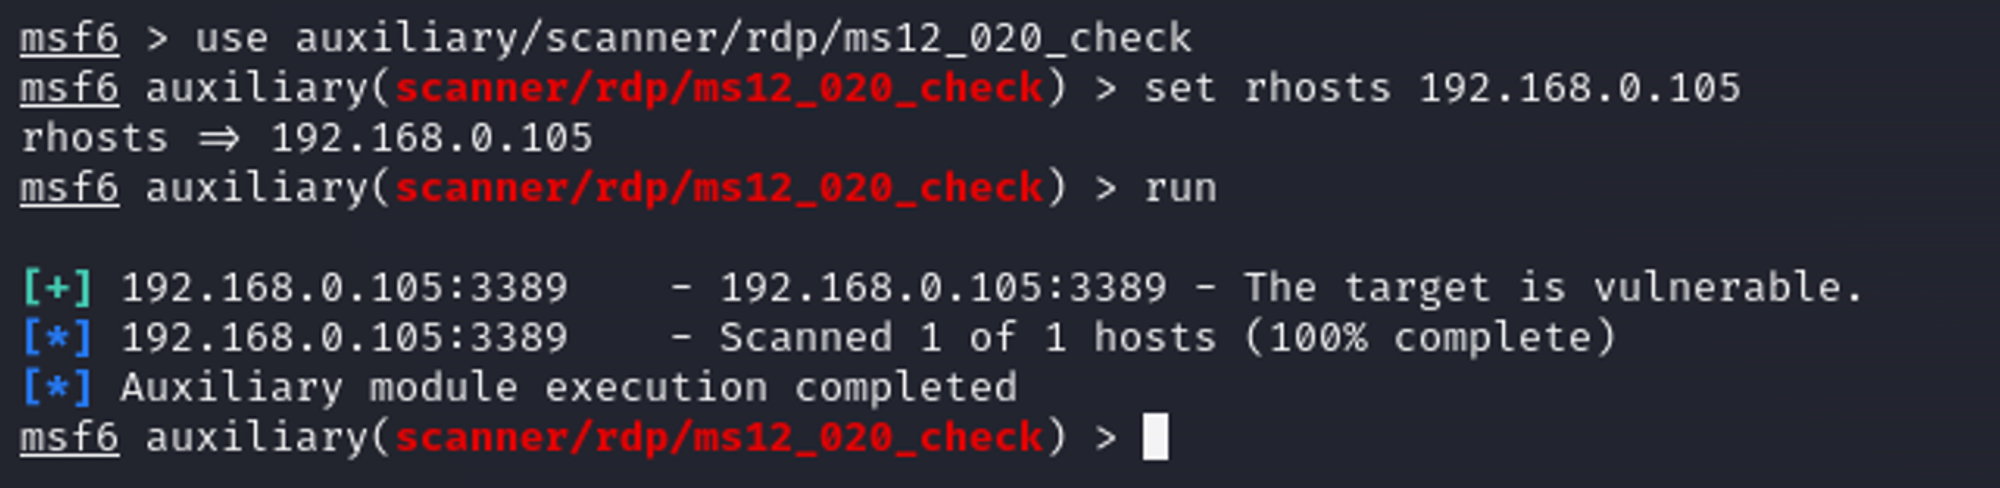 msf6 > use auxiliary/scanner/rdp/ms12_020_check
msf6 auxiliary(scanner/rdp/ms12_020_check) > set rhosts 192.168.0.105
rhosts ⇒ 192.168.0.105
msf6 auxiliary(scanner/rdp/ms12_020_check) > run
[+] 192.168.0.105:3389    - 192.168.0.105:3389 - The target is vulnerable.
[*] 192.168.0.105:3389    - Scanned 1 of 1 hosts (100% complete)
[*] Auxiliary module execution completed
msf6 auxiliary(scanner/rdp/ms12_020_check) >